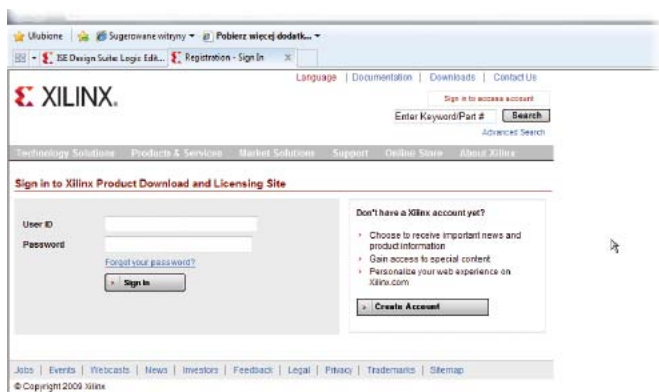 Ulubione Sugerowane witryny Pobierz więcej dodatk...
ISE Design Suite: Logic Edit... Registration - Sign In X
Language | Documentation | Downloads | Contact Us
XILINX.
Sign in to access account
Enter Keyword/Part # Search
Advanced Search
Technology Solutions Products & Services Market Solutions Support Online Store About Xilinx
Sign in to Xilinx Product Download and Licensing Site
User ID
Password
Forgot your password?
Sign In
Don't have a Xilinx account yet?
Choose to receive important news and
product information
Gain access to special content
Personalize your web experience on
Xilinx.com
Create Account
Jobs | Events | Webcasts | News | Investors | Feedback | Legal | Privacy | Trademarks | Sitemap
© Copyright 2009 Xilinx